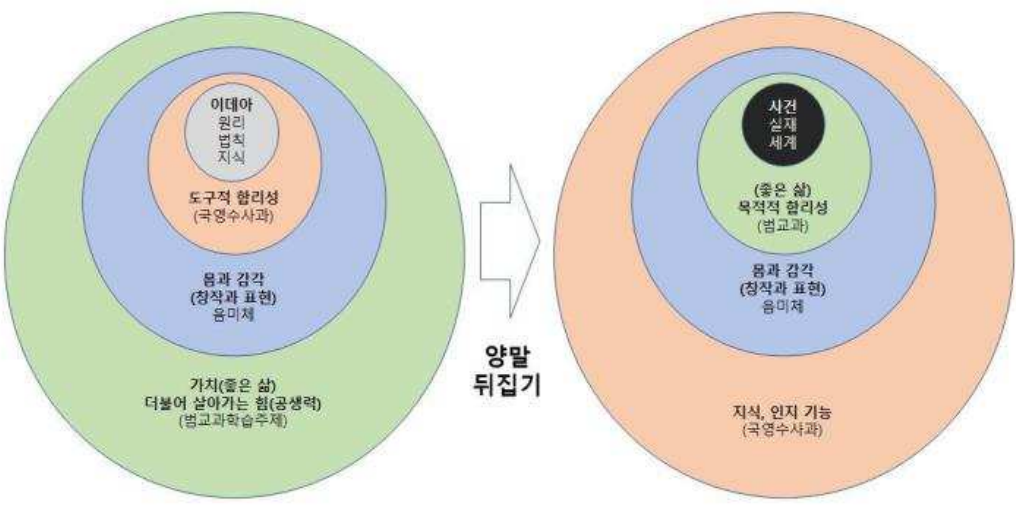 이데아
원리
법칙
지식
도구적 합리성
(국영수사과)
몸과 감각
(창작과 표현)
음미체
가치(좋은 삶)
더불어 살아가는 힘(공생력)
(범교과학습주제)
양말
뒤집기
사건
실재
세계
(좋은 삶)
목적적 합리성
(범교과)
몸과 감각
(창작과 표현)
음미체
지식, 인지 기능
(국영수사과)